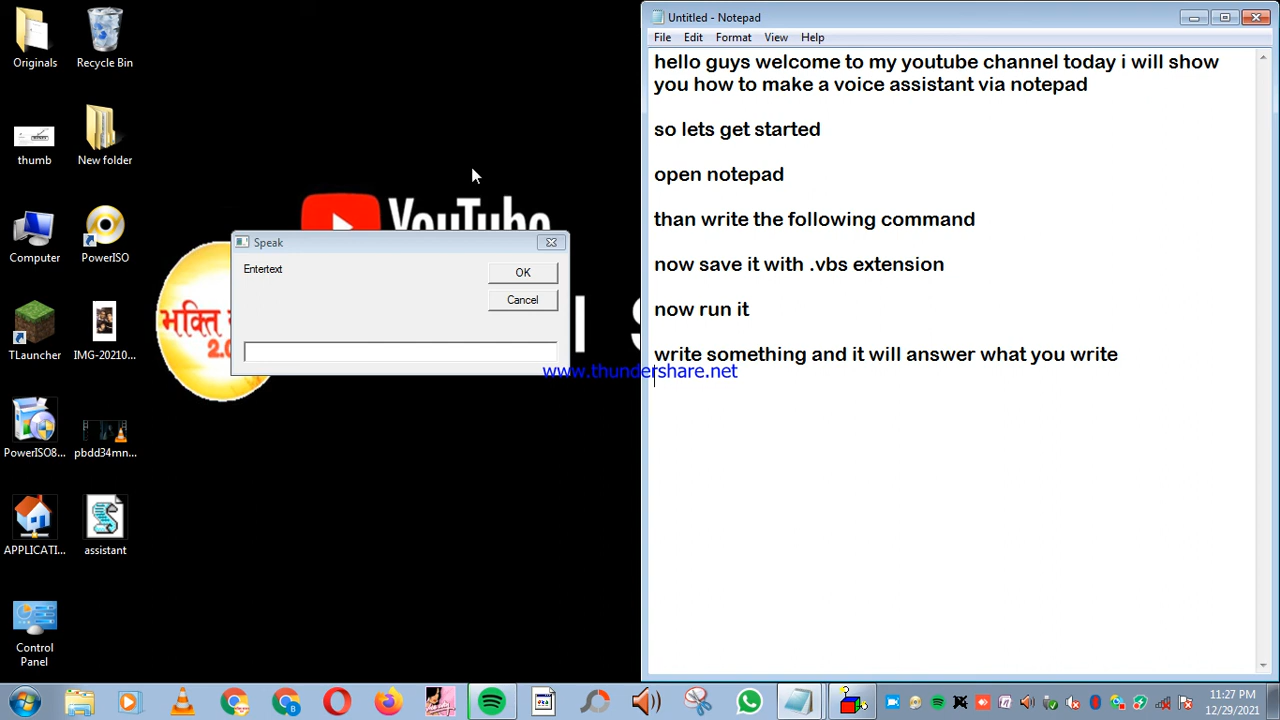 Originals
Recycle Bin
thumb
New folder
Computer
PowerISO
TLauncher
IMG-20210...
PowerISO8...
pbdd34mn...
APPLICATI...
assistant
Control
Panel
YouTube
भक्ति
2.0
Speak
Entertext
OK
Cancel
www.thundershare.net
Untitled - Notepad
File Edit Format View Help
hello guys welcome to my youtube channel today i will show
you how to make a voice assistant via notepad
so lets get started
open notepad
than write the following command
now save it with .vbs extension
now run it
write something and it will answer what you write
11:27 PM
12/29/2021